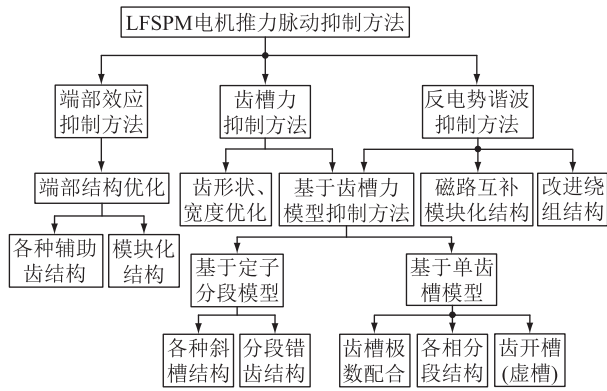 LFSPM电机推力脉动抑制方法
端部效应
抑制方法
齿槽力
抑制方法
反电势谐波
抑制方法
端部结构优化
齿形状、
宽度优化
基于齿槽力
模型抑制方法
磁路互补
模块化结构
改进绕
组结构
各种辅助
齿结构
模块化
结构
基于定子
分段模型
基于单齿
槽模型
各种斜
槽结构
分段错
齿结构
齿槽极
数配合
各相分
段结构
齿开槽
(虚槽)